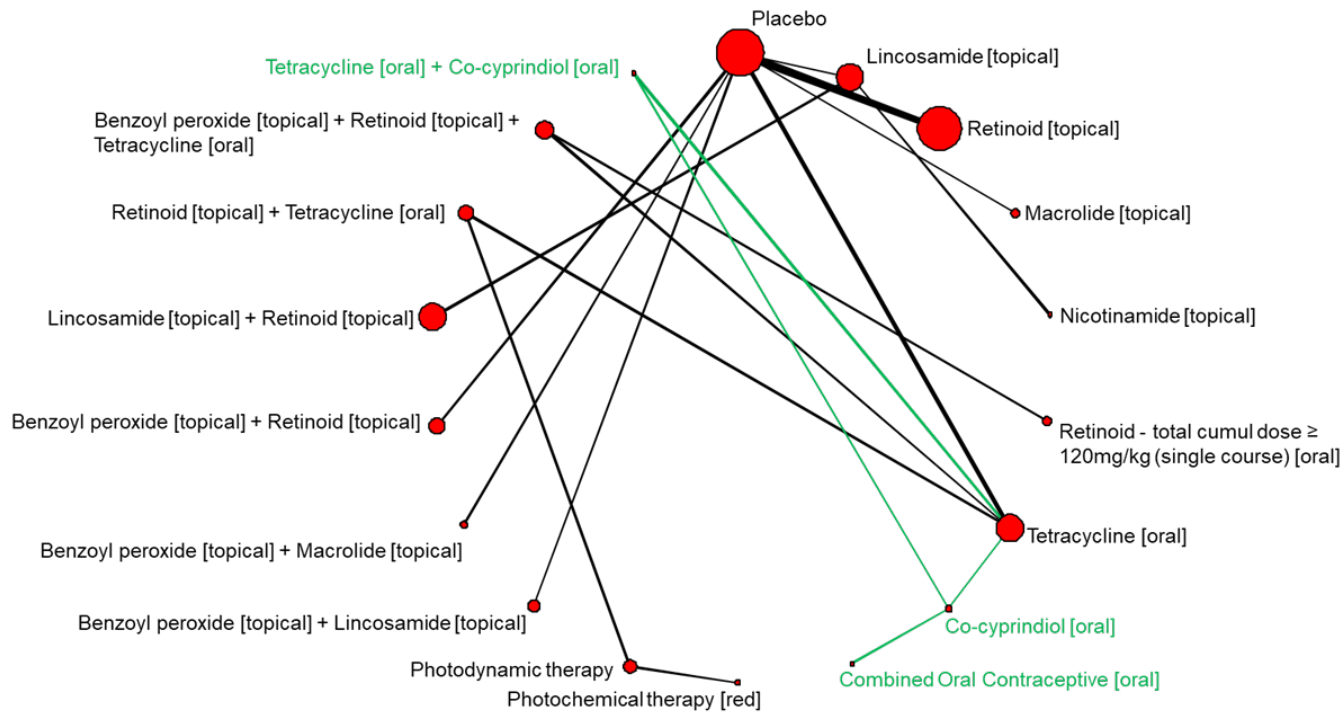 Placebo
Lincosamide [topical]
Tetracycline [oral] + Co-cyprindiol [oral]
Benzoyl peroxide [topical] + Retinoid [topical] +
Tetracycline [oral]
Retinoid [topical]
Retinoid [topical] + Tetracycline [oral]
Macrolide [topical]
Lincosamide [topical] + Retinoid [topical]
Nicotinamide [topical]
Benzoyl peroxide [topical] + Retinoid [topical]
Retinoid - total cumul dose ≥
120mg/kg (single course) [oral]
Tetracycline [oral]
Benzoyl peroxide [topical] + Macrolide [topical]
Benzoyl peroxide [topical] + Lincosamide [topical]
Co-cyprindiol [oral]
Photodynamic therapy
Combined Oral Contraceptive [oral]
Photochemical therapy [red]